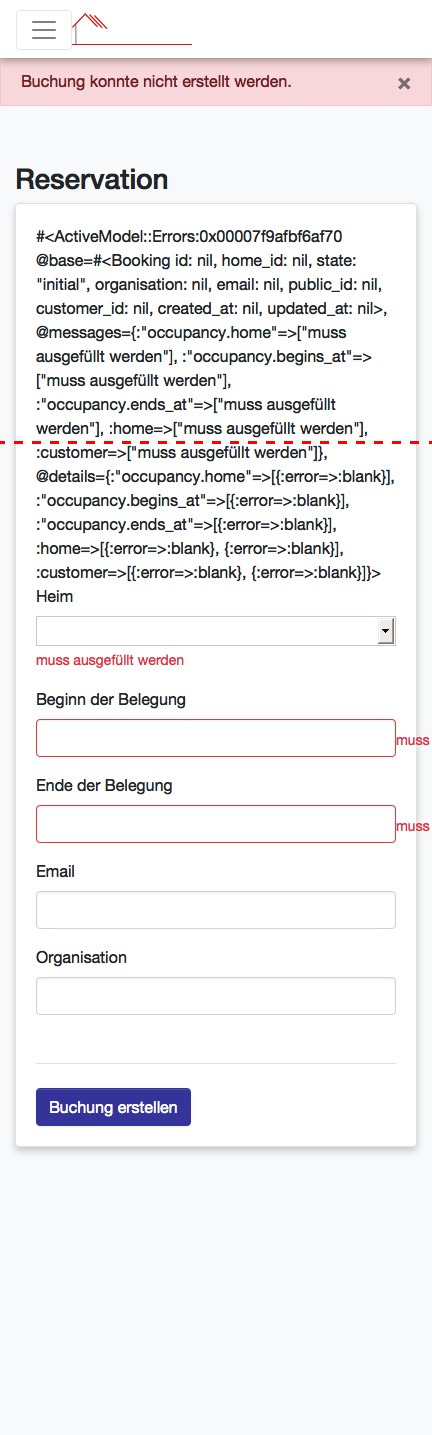 Buchung konnte nicht erstellt werden. ×
Reservation
#<ActiveModel::Errors:0x00007f9afbf6af70
@base=#<Booking id: nil, home_id: nil, state:
"initial", organisation: nil, email: nil, public_id: nil,
customer_id: nil, created_at: nil, updated_at: nil>,
@messages={:"occupancy.home"=>["muss
ausgefüllt werden"], :"occupancy.begins_at"=>
["muss ausgefüllt werden"],
:"occupancy.ends_at"=>["muss ausgefüllt
werden"], :home=>["muss ausgefüllt werden"],
:customer=>["muss ausgefüllt werden"]},
@details={:"occupancy.home"=>[{:error=>:blank}],
:"occupancy.begins_at"=>[{:error=>:blank}],
:"occupancy.ends_at"=>[{:error=>:blank}],
:home=>[{:error=>:blank}, {:error=>:blank}],
:customer=>[{:error=>:blank}, {:error=>:blank}]}>
Heim
muss ausgefüllt werden
Beginn der Belegung
muss
Ende der Belegung
muss
Email
Organisation
Buchung erstellen